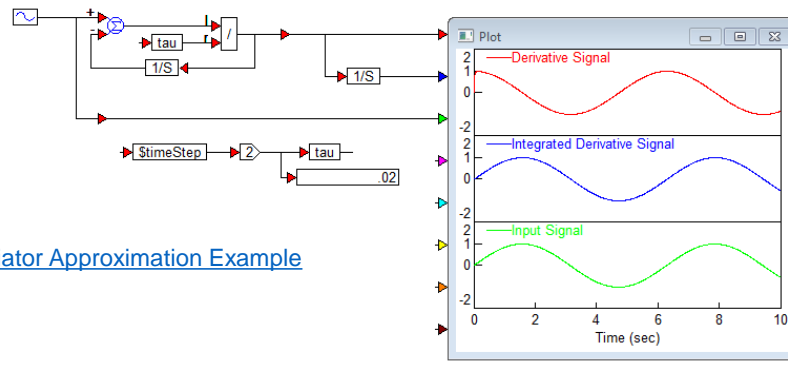 +
-
l
r
/
tau
1/S
1/S
$timeStep
2
tau
.02
ator Approximation Example
Plot
2
1
0
-2
Derivative Signal
2
1
0
-2
Integrated Derivative Signal
2
1
0
-2
Input Signal
0 2 4 6 8 10
Time (sec)